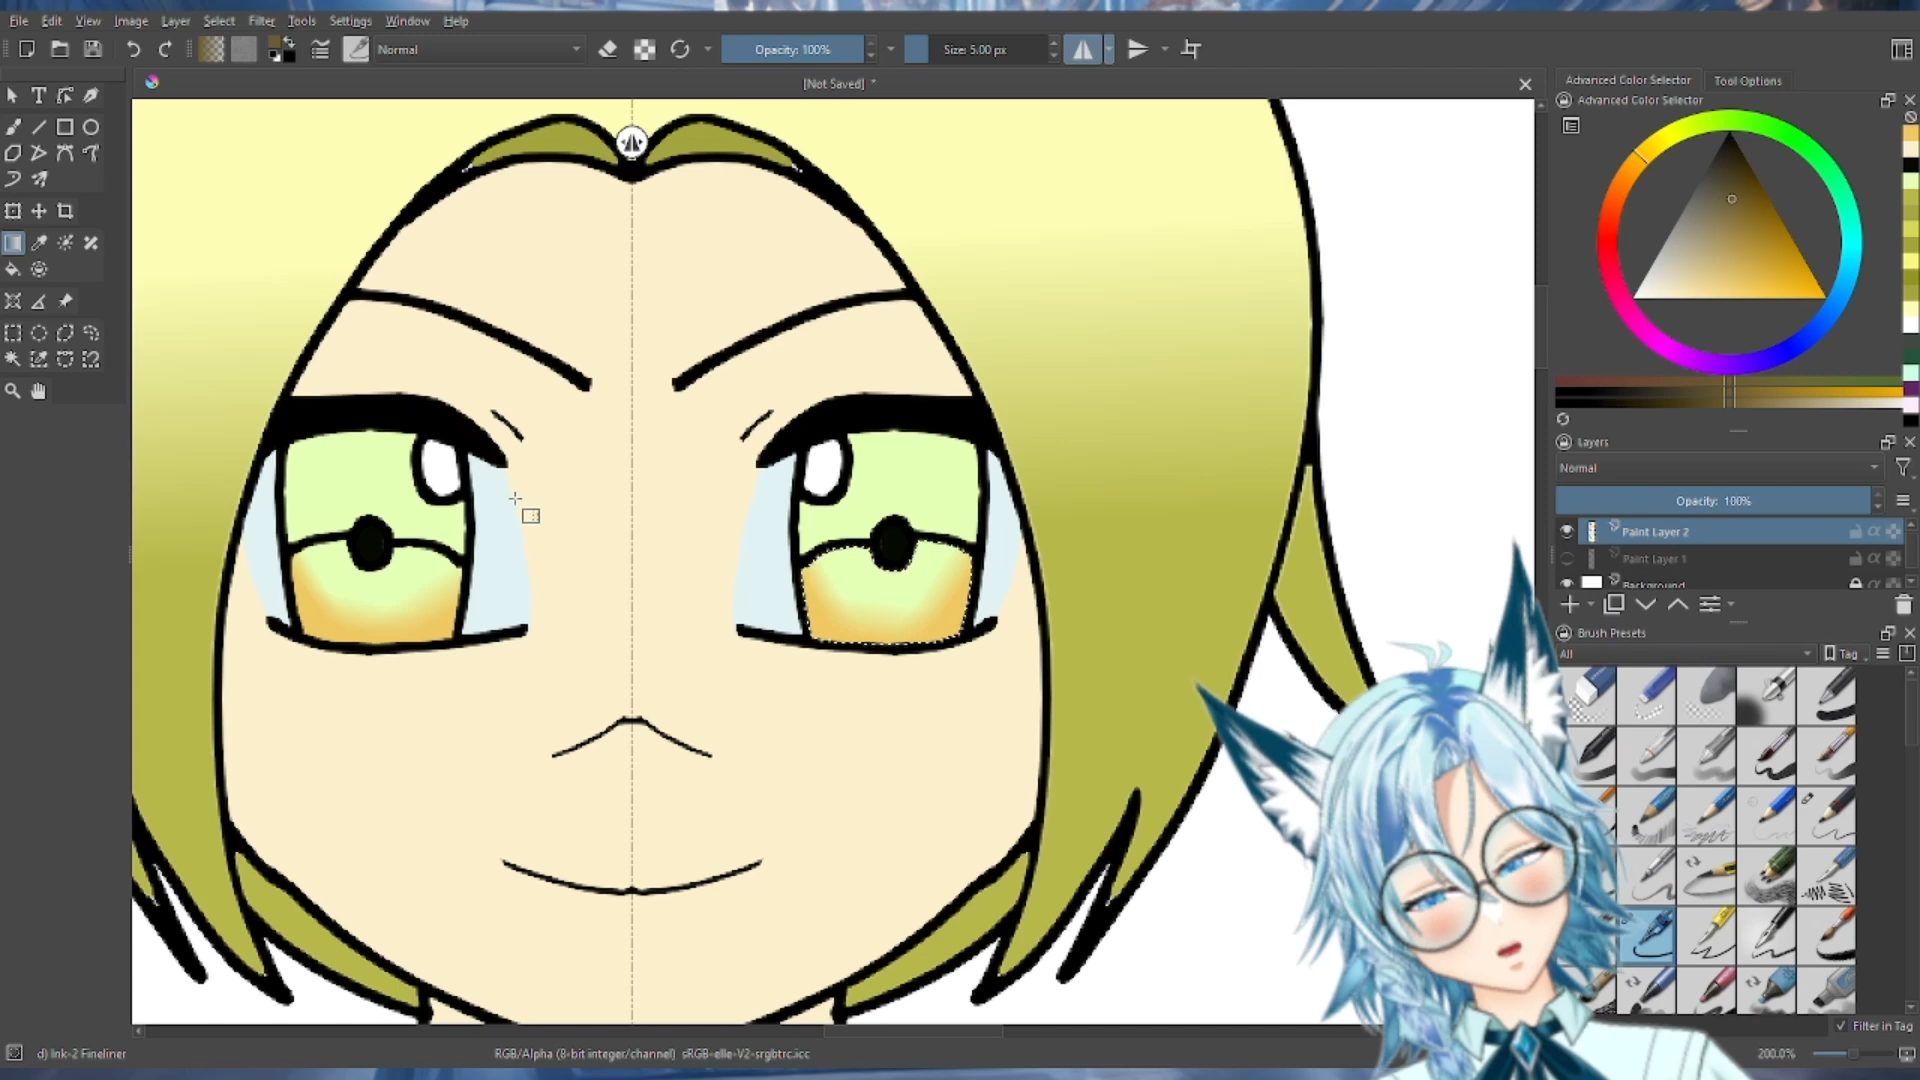 File Edit View Image Layer Select Filter Tools Settings Window Help
Normal Opacity: 100% Size: 5.00 px
[Not Saved] *
Advanced Color Selector Tool Options
Advanced Color Selector
Layers
Normal
Opacity: 100%
Paint Layer 2
Paint Layer 1
Background
Brush Presets
All Tag
Filter in Tag
d) Ink-2 Fineliner RGB/Alpha (8-bit integer/channel) sRGB-elle-V2-srgbtrc.icc 200.0%